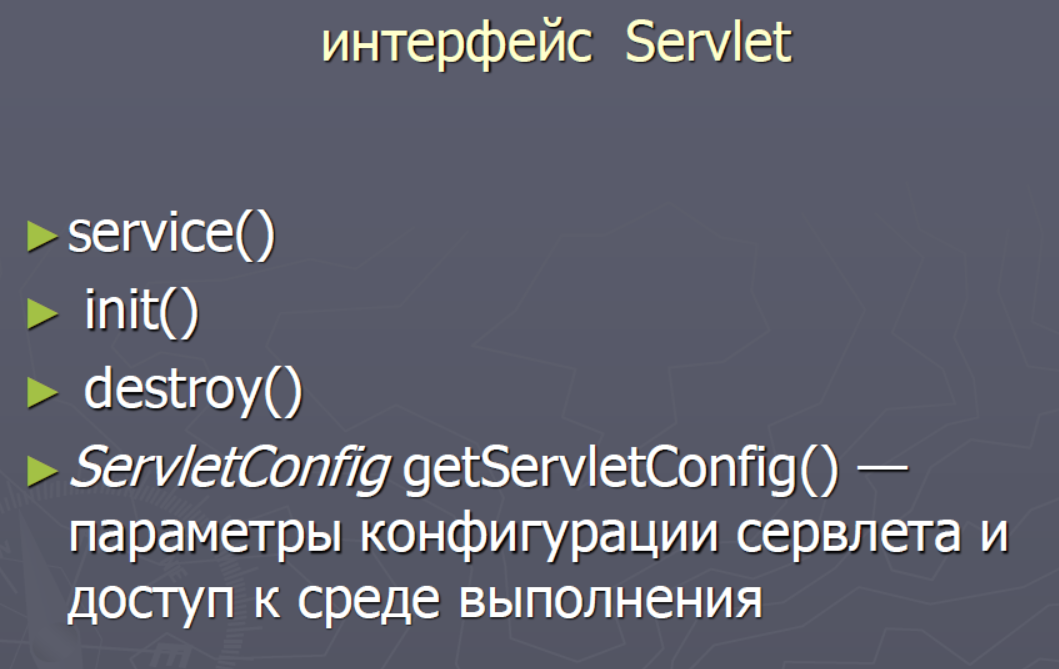 интерфейс Servlet
service()
init()
destroy()
ServletConfig getServletConfig() —
параметры конфигурации сервлета и
доступ к среде выполнения